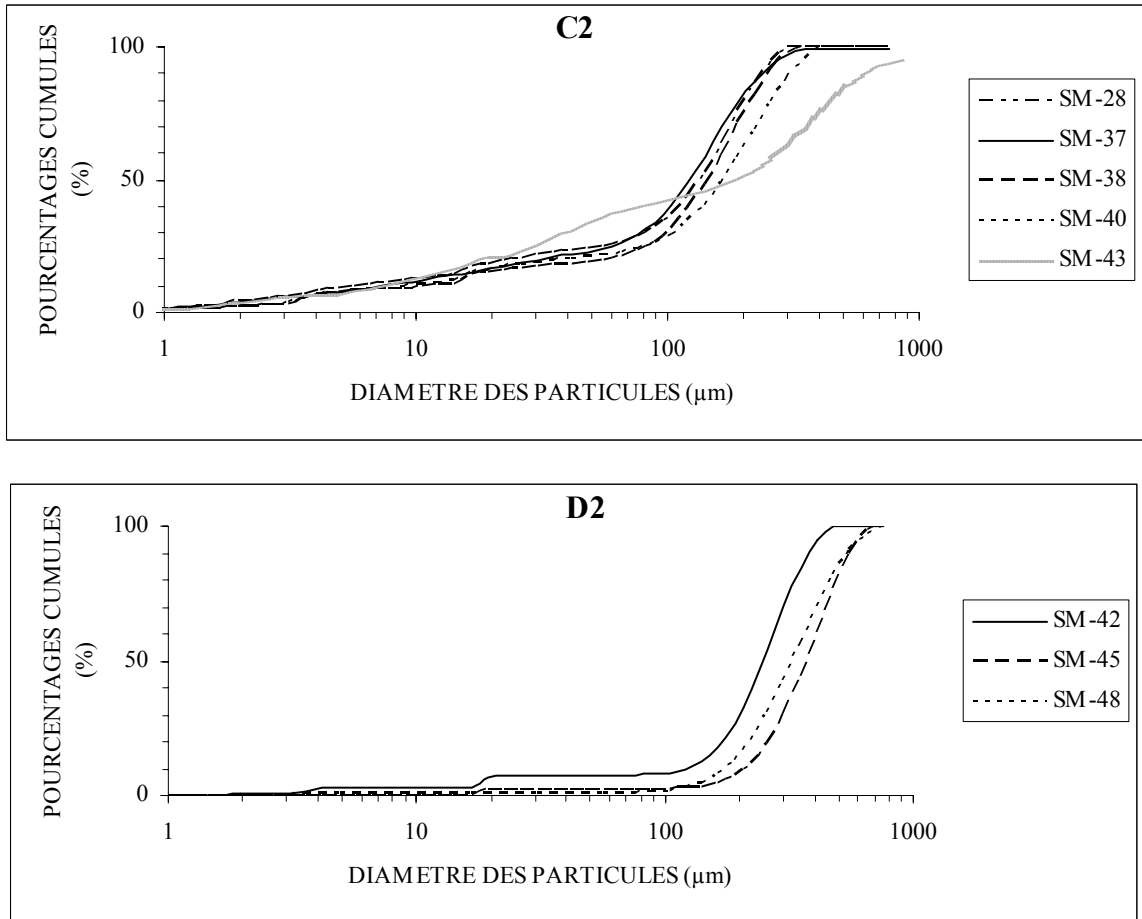 C2
POURCENTAGES CUMULES
(%)
100
50
0
1
10
100
1000
DIAMETRE DES PARTICULES (µm)
SM-28
SM-37
SM-38
SM-40
SM-43
D2
POURCENTAGES CUMULES
(%)
100
50
0
1
10
100
1000
DIAMETRE DES PARTICULES (µm)
SM-42
SM-45
SM-48